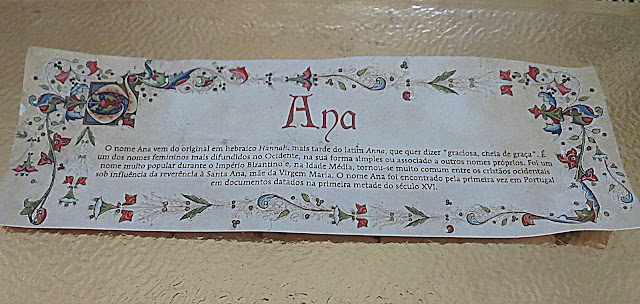 Ana
O nome Ana vem do original em hebraico Hannah, mais tarde do latim Anna, que quer dizer "graciosa, cheia de graça". É
um dos nomes femininos mais difundidos no Ocidente, na sua forma simples ou associado a outros nomes próprios. Foi um
nome muito popular durante o Império Bizantino e, na Idade Média, tornou-se muito comum entre os cristãos ocidentais
sob influência da reverência à Santa Ana, mãe da Virgem Maria. O nome Ana foi encontrado pela primeira vez em Portugal
em documentos datados na primeira metade do século XVI.